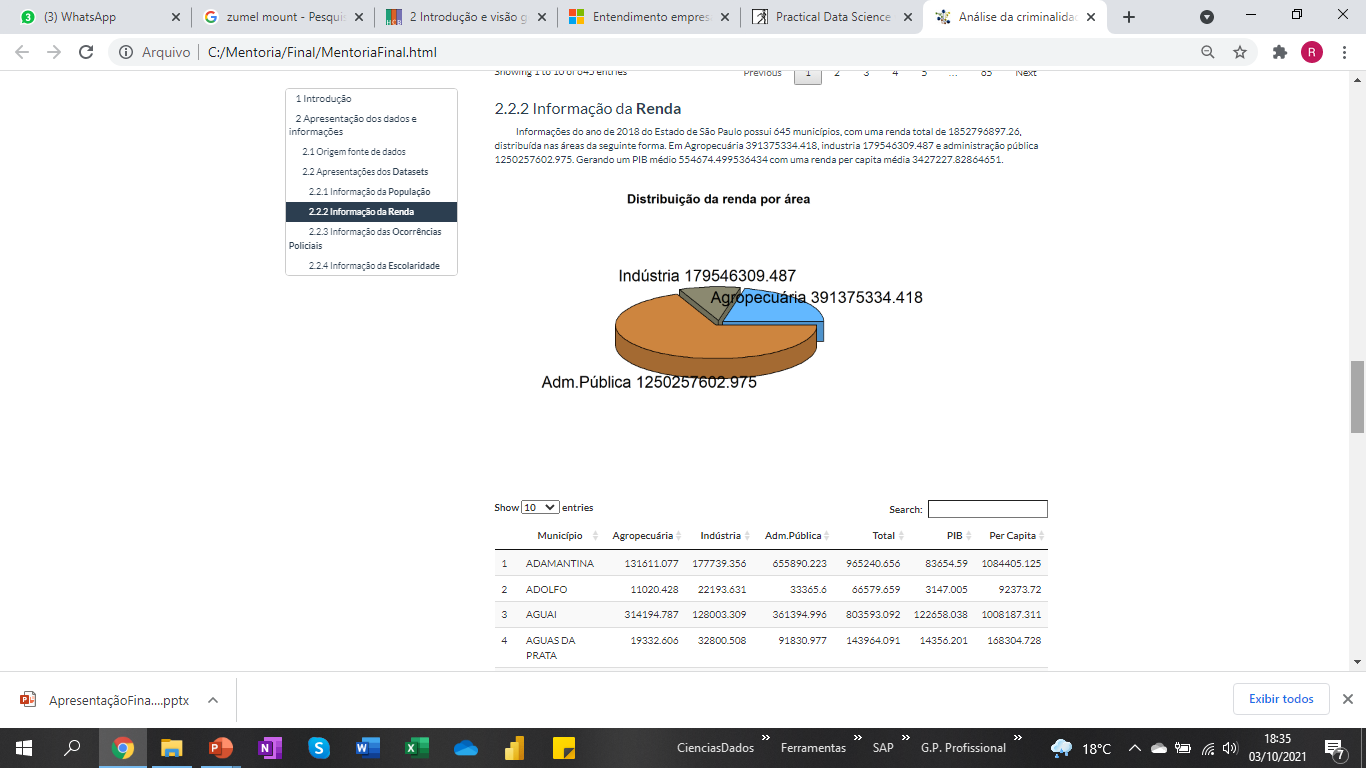 (3) WhatsApp
zumel mount - Pesquis
2 Introdução e visão g
Entendimento empres
Practical Data Science
Análise da criminalida
Arquivo
C:/Mentoria/Final/MentoriaFinal.html
R
Showing 1 to 10 of 645 entries
Previous 1 2 3 4 5 ... 65 Next
1 Introdução
2 Apresentação dos dados e
informações
2.1 Origem fonte de dados
2.2 Apresentações dos Datasets
2.2.1 Informação da População
2.2.2 Informação da Renda
2.2.3 Informação das Ocorrências
Policiais
2.2.4 Informação da Escolaridade
2.2.2 Informação da Renda
Informações do ano de 2018 do Estado de São Paulo possui 645 municípios, com uma renda total de 1852796897.26,
distribuída nas áreas da seguinte forma. Em Agropecuária 391375334.418, industria 179546309.487 e administração pública
1250257602.975. Gerando um PIB médio 554674.499536434 com uma renda per capita média 3427227.82864651.
Distribuição da renda por área
Indústria 179546309.487
Agropecuária 391375334.418
Adm.Pública 1250257602.975
Show 10 entries
Search:
Município Agropecuária Indústria Adm.Pública Total PIB Per Capita
1 ADAMANTINA 131611.077 177739.356 655890.223 965240.656 83654.59 1084405.125
2 ADOLFO 11020.428 22193.631 33365.6 66579.659 3147.005 92373.72
3 AGUAI 314194.787 128003.309 361394.996 803593.092 122658.038 1008187.311
4 AGUAS DA 19332.606 32800.508 91830.977 143964.091 14356.201 168304.728
PRATA
ApresentaçãoFina....pptx
Exibir todos
CienciasDados
Ferramentas
SAP
G.P. Profissional
18°C
18:35
03/10/2021
7